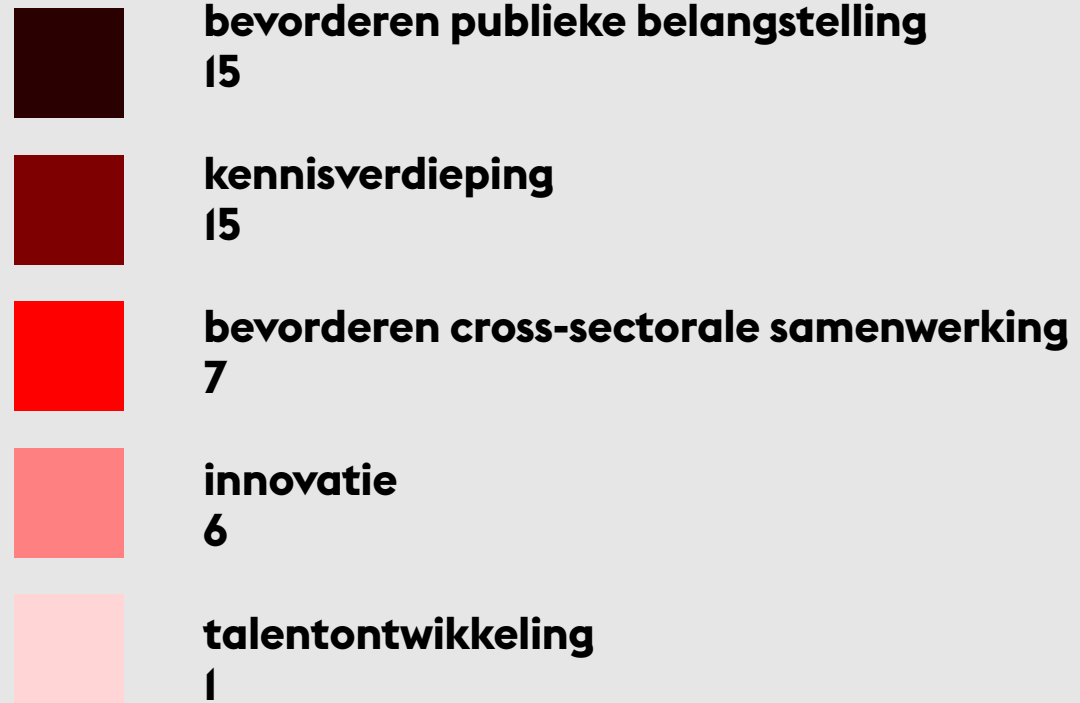 bevorderen publieke belangstelling
15
kennisverdieping
15
bevorderen cross-sectorale samenwerking
7
innovatie
6
talentontwikkeling
1